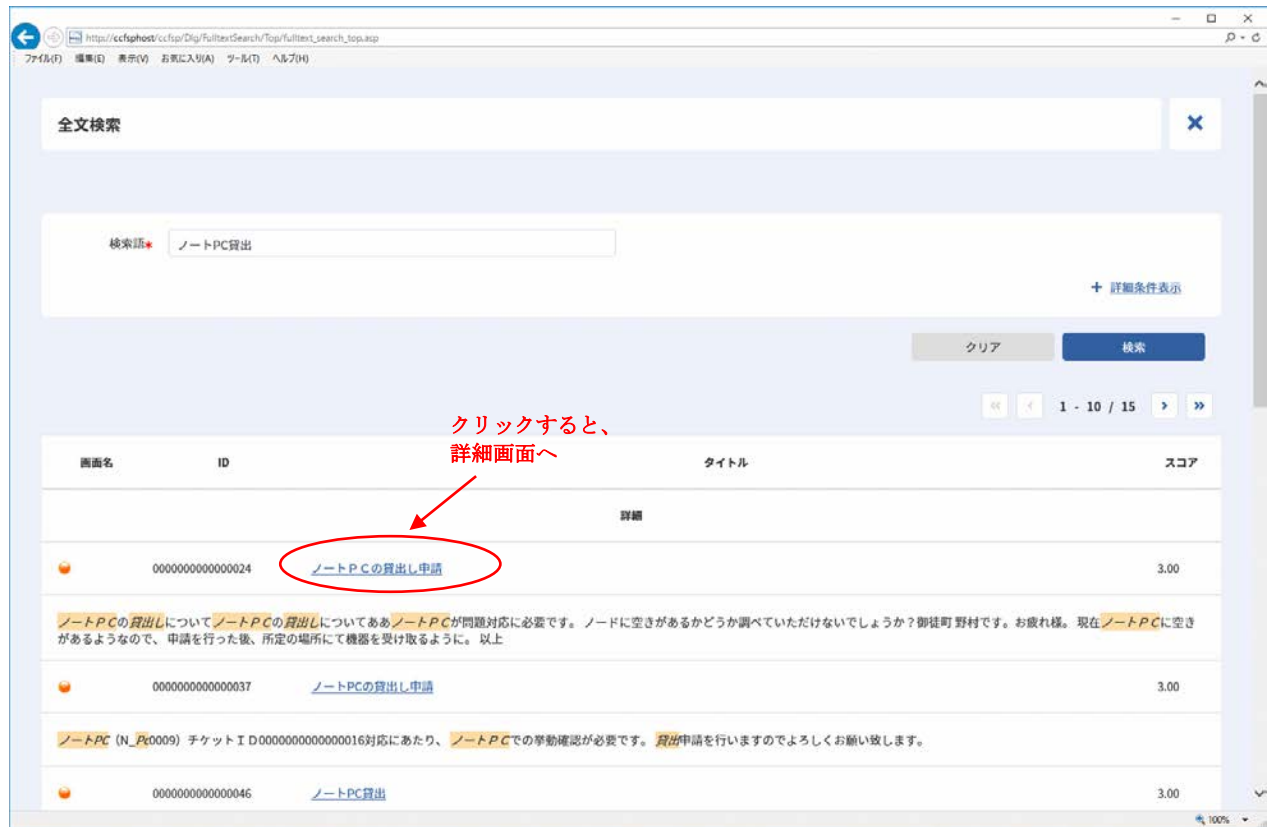 http://ccfsphost/ccfsp/Dlg/FulltextSearch/Top/fulltext_search_top.asp
ファイル(F) 編集(E) 表示(V) お気に入り(A) ツール(T) ヘルプ(H)
全文検索
検索語* ノートPC貸出
+ 詳細条件表示
クリア 検索
« ‹ 1 - 10 / 15 › »
クリックすると、
詳細画面へ
画面名 ID タイトル スコア
詳細
0000000000000024 ノートＰＣの貸出し申請 3.00
ノートＰＣの貸出しについてノートＰＣの貸出しについてああノートＰＣが問題対応に必要です。 ノードに空きがあるかどうか調べていただけないでしょうか？御徒町 野村です。お疲れ様。 現在ノートＰＣに空き
があるようなので、 申請を行った後、所定の場所にて機器を受け取るように。 以上
0000000000000037 ノートPCの貸出し申請 3.00
ノートPC（N_Pc0009）チケットＩＤ0000000000000016対応にあたり、 ノートＰＣでの挙動確認が必要です。 貸出申請を行いますのでよろしくお願い致します。
0000000000000046 ノートPC貸出 3.00
100%